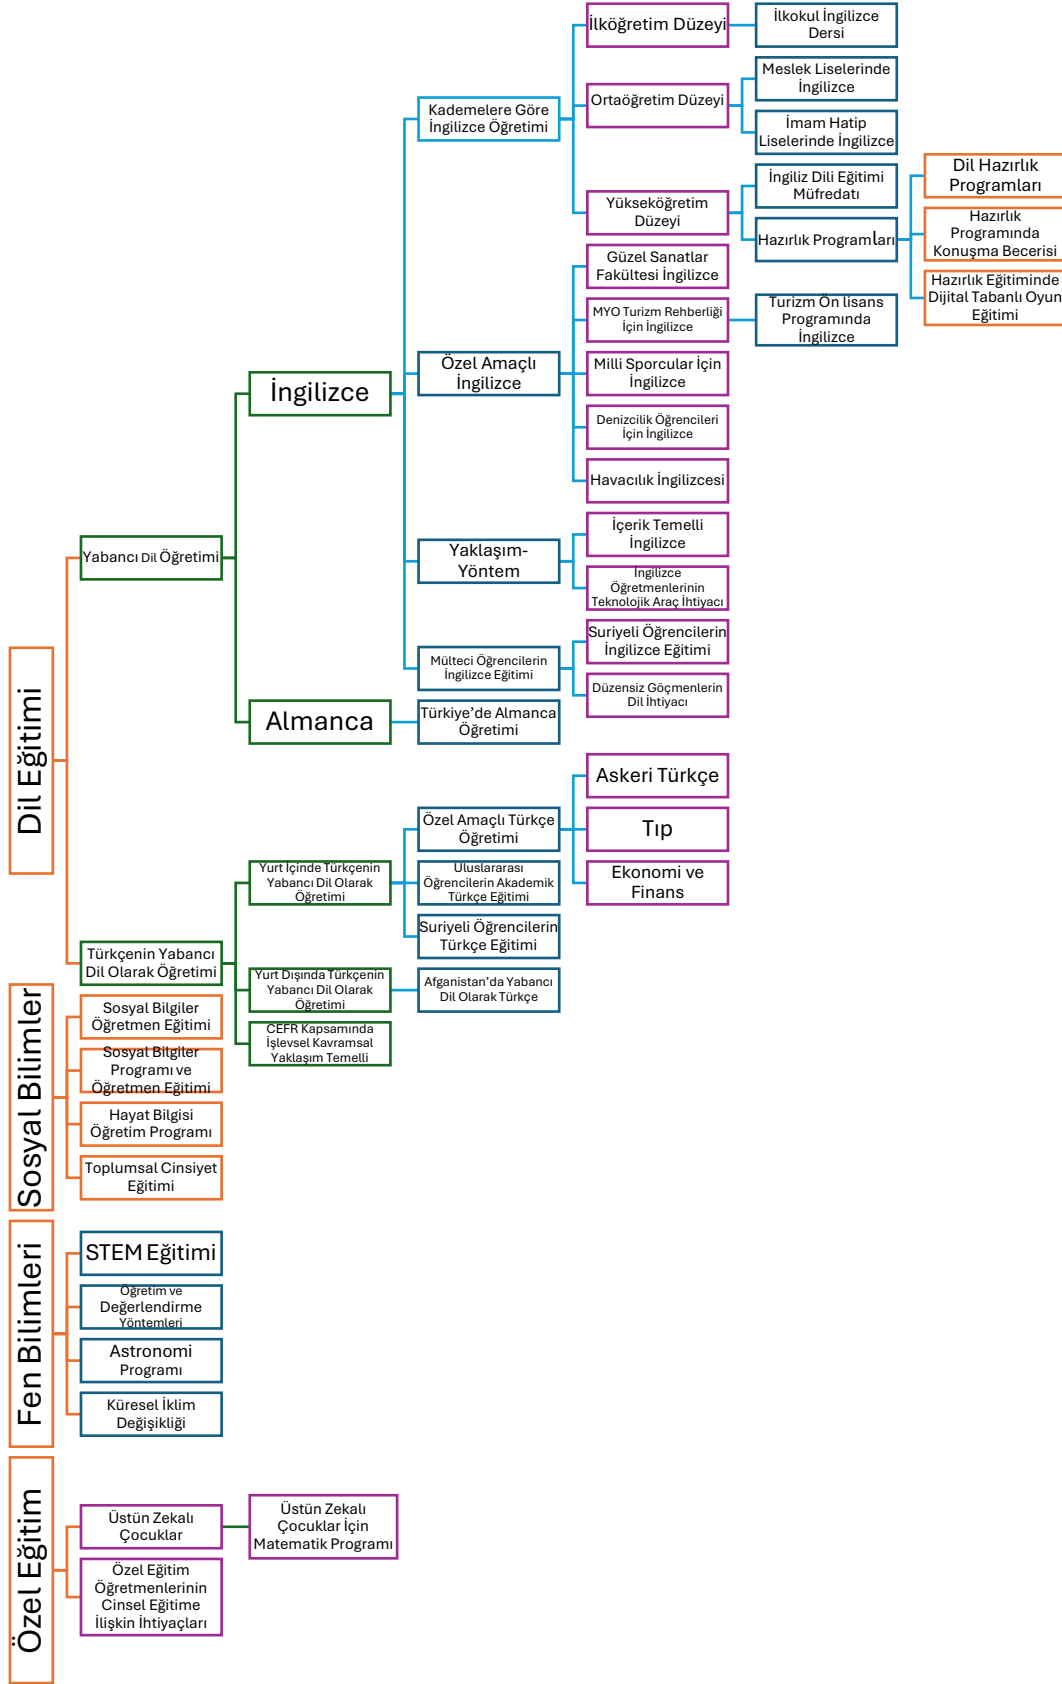 Dil Eğitimi
Yabancı Dil Öğretimi
İngilizce
Kademelere Göre
İngilizce Öğretimi
İlköğretim Düzeyi
İlkokul İngilizce
Dersi
Ortaöğretim Düzeyi
Meslek Liselerinde
İngilizce
İmam Hatip
Liselerinde İngilizce
Yükseköğretim
Düzeyi
İngiliz Dili Eğitimi
Müfredatı
Hazırlık Programları
Dil Hazırlık
Programları
Hazırlık
Programında
Konuşma Becerisi
Hazırlık Eğitiminde
Dijital Tabanlı Oyun
Eğitimi
Özel Amaçlı
İngilizce
Güzel Sanatlar
Fakültesi İngilizce
MYO Turizm Rehberliği
İçin İngilizce
Turizm Ön lisans
Programında
İngilizce
Milli Sporcular İçin
İngilizce
Denizcilik Öğrencileri
İçin İngilizce
Havacılık İngilizcesi
Yaklaşım-
Yöntem
İçerik Temelli
İngilizce
İngilizce
Öğretmenlerinin
Teknolojik Araç İhtiyacı
Mülteci Öğrencilerin
İngilizce Eğitimi
Suriyeli Öğrencilerin
İngilizce Eğitimi
Düzensiz Göçmenlerin
Dil İhtiyacı
Almanca
Türkiye’de Almanca
Öğretimi
Türkçenin Yabancı
Dil Olarak Öğretimi
Yurt İçinde Türkçenin
Yabancı Dil Olarak
Öğretimi
Özel Amaçlı Türkçe
Öğretimi
Askeri Türkçe
Tıp
Ekonomi ve
Finans
Uluslararası
Öğrencilerin Akademik
Türkçe Eğitimi
Suriyeli Öğrencilerin
Türkçe Eğitimi
Yurt Dışında Türkçenin
Yabancı Dil Olarak
Öğretimi
Afganistan’da Yabancı
Dil Olarak Türkçe
CEFR Kapsamında
İşlevsel Kavramsal
Yaklaşım Temelli
Sosyal Bilimler
Sosyal Bilgiler
Öğretmen Eğitimi
Sosyal Bilgiler
Programı ve
Öğretmen Eğitimi
Hayat Bilgisi
Öğretim Programı
Toplumsal Cinsiyet
Eğitimi
Fen Bilimleri
STEM Eğitimi
Öğretim ve
Değerlendirme
Yöntemleri
Astronomi
Programı
Küresel İklim
Değişikliği
Özel Eğitim
Üstün Zekalı
Çocuklar
Üstün Zekalı
Çocuklar İçin
Matematik Programı
Özel Eğitim
Öğretmenlerinin
Cinsel Eğitime
İlişkin İhtiyaçları